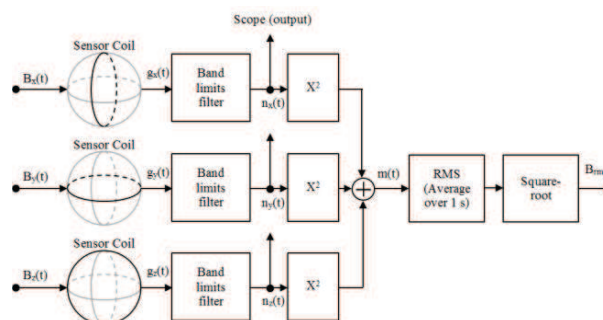 Scope (output)
Sensor Coil
Bx(t)
gx(t)
Band
limits
filter
nx(t)
X²
Sensor Coil
By(t)
gy(t)
Band
limits
filter
ny(t)
X²
m(t)
RMS
(Average
over 1 s)
Square-
root
Brms
Sensor Coil
Bz(t)
gz(t)
Band
limits
filter
nz(t)
X²